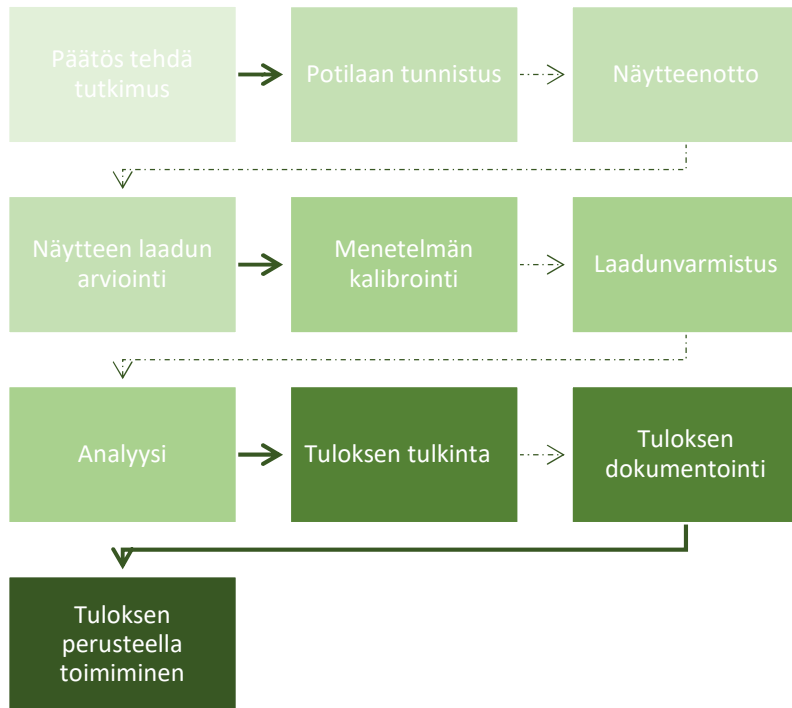 Päätös tehdä
tutkimus
Potilaan tunnistus
Näytteenotto
Näytteen laadun
arviointi
Menetelmän
kalibrointi
Laadunvarmistus
Analyysi
Tuloksen tulkinta
Tuloksen
dokumentointi
Tuloksen
perusteella
toimiminen